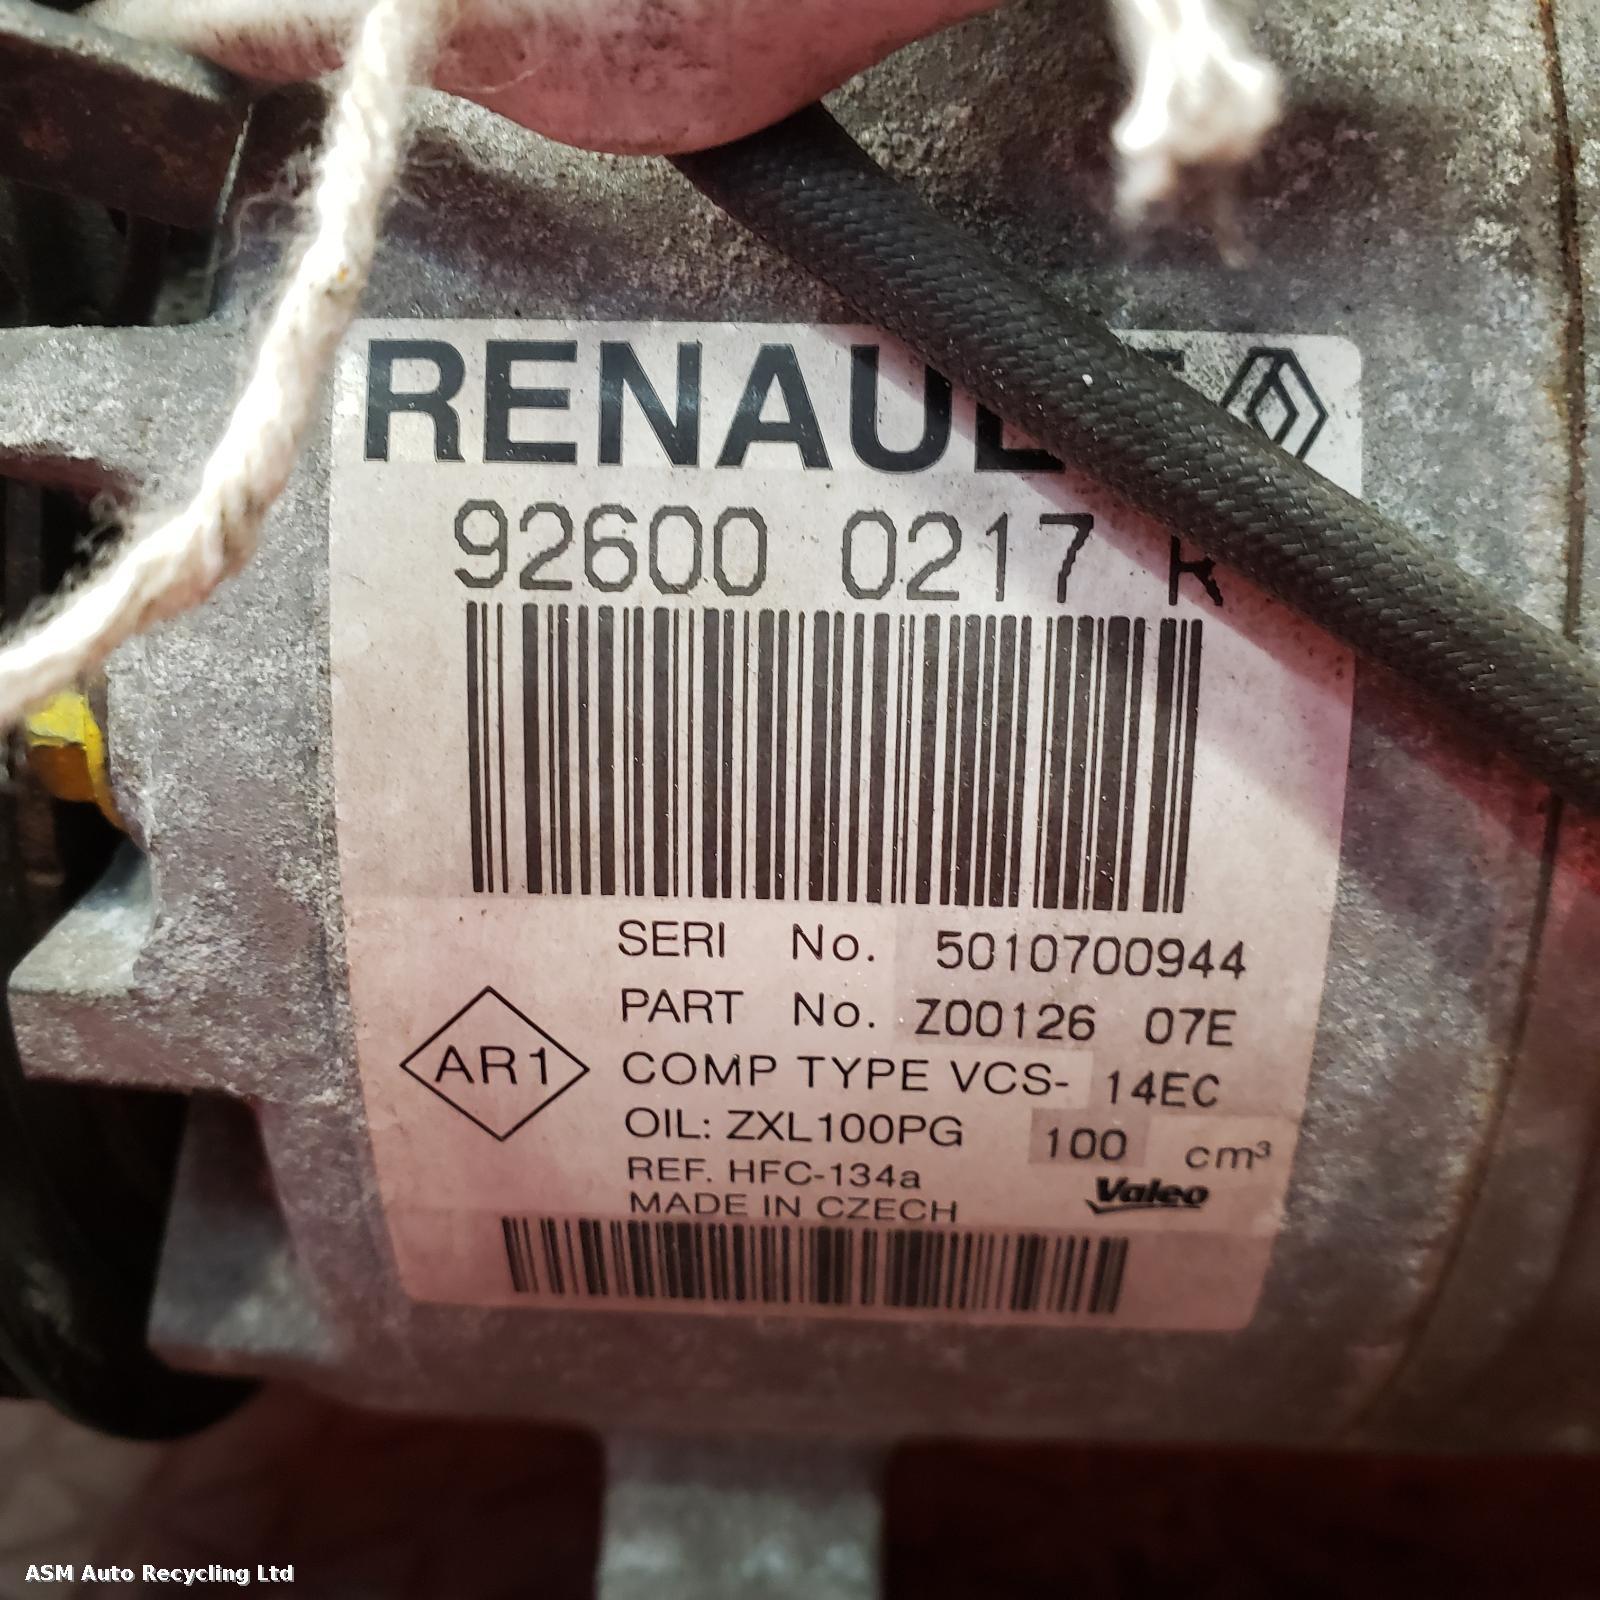 RENAULT
92600 0217 R
SERI No. 5010700944
PART No. Z00126 07E
AR1
COMP TYPE VCS- 14EC
OIL: ZXL100PG 100 cm³
REF. HFC-134a
MADE IN CZECH
Valeo
ASM Auto Recycling Ltd